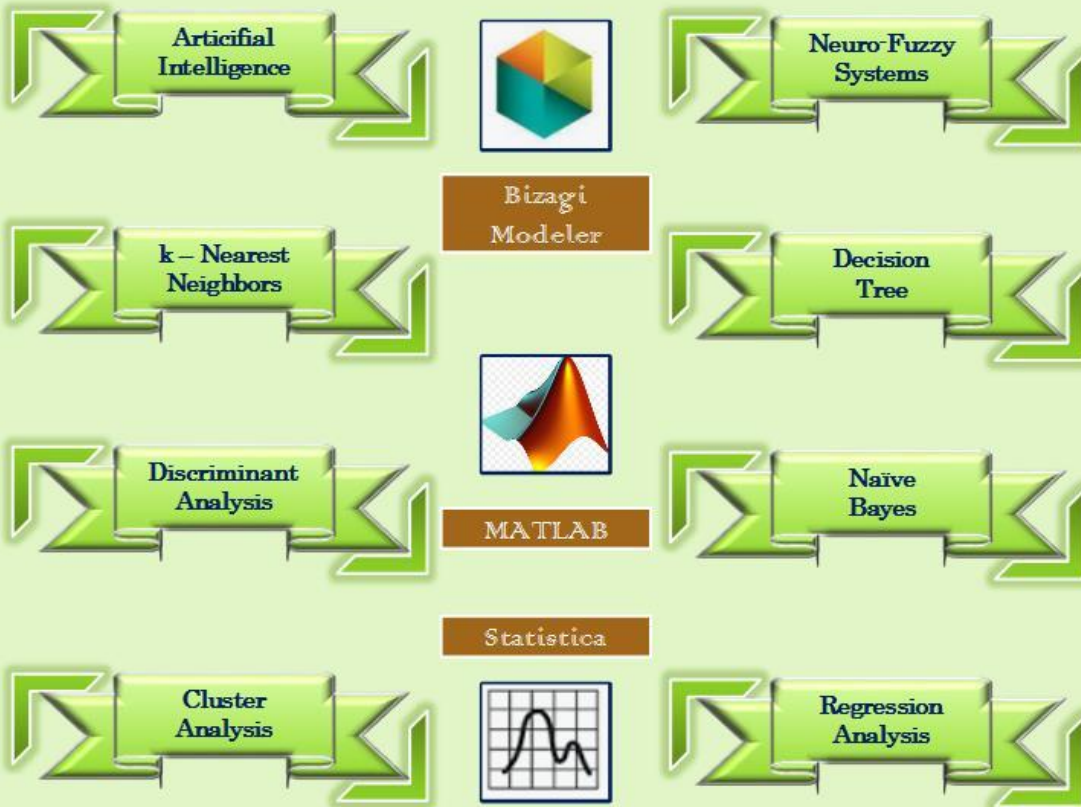 Articifial
Intelligence
Neuro-Fuzzy
Systems
Bizagi
Modeler
k – Nearest
Neighbors
Decision
Tree
Discriminant
Analysis
MATLAB
Naïve
Bayes
Statistica
Cluster
Analysis
Regression
Analysis